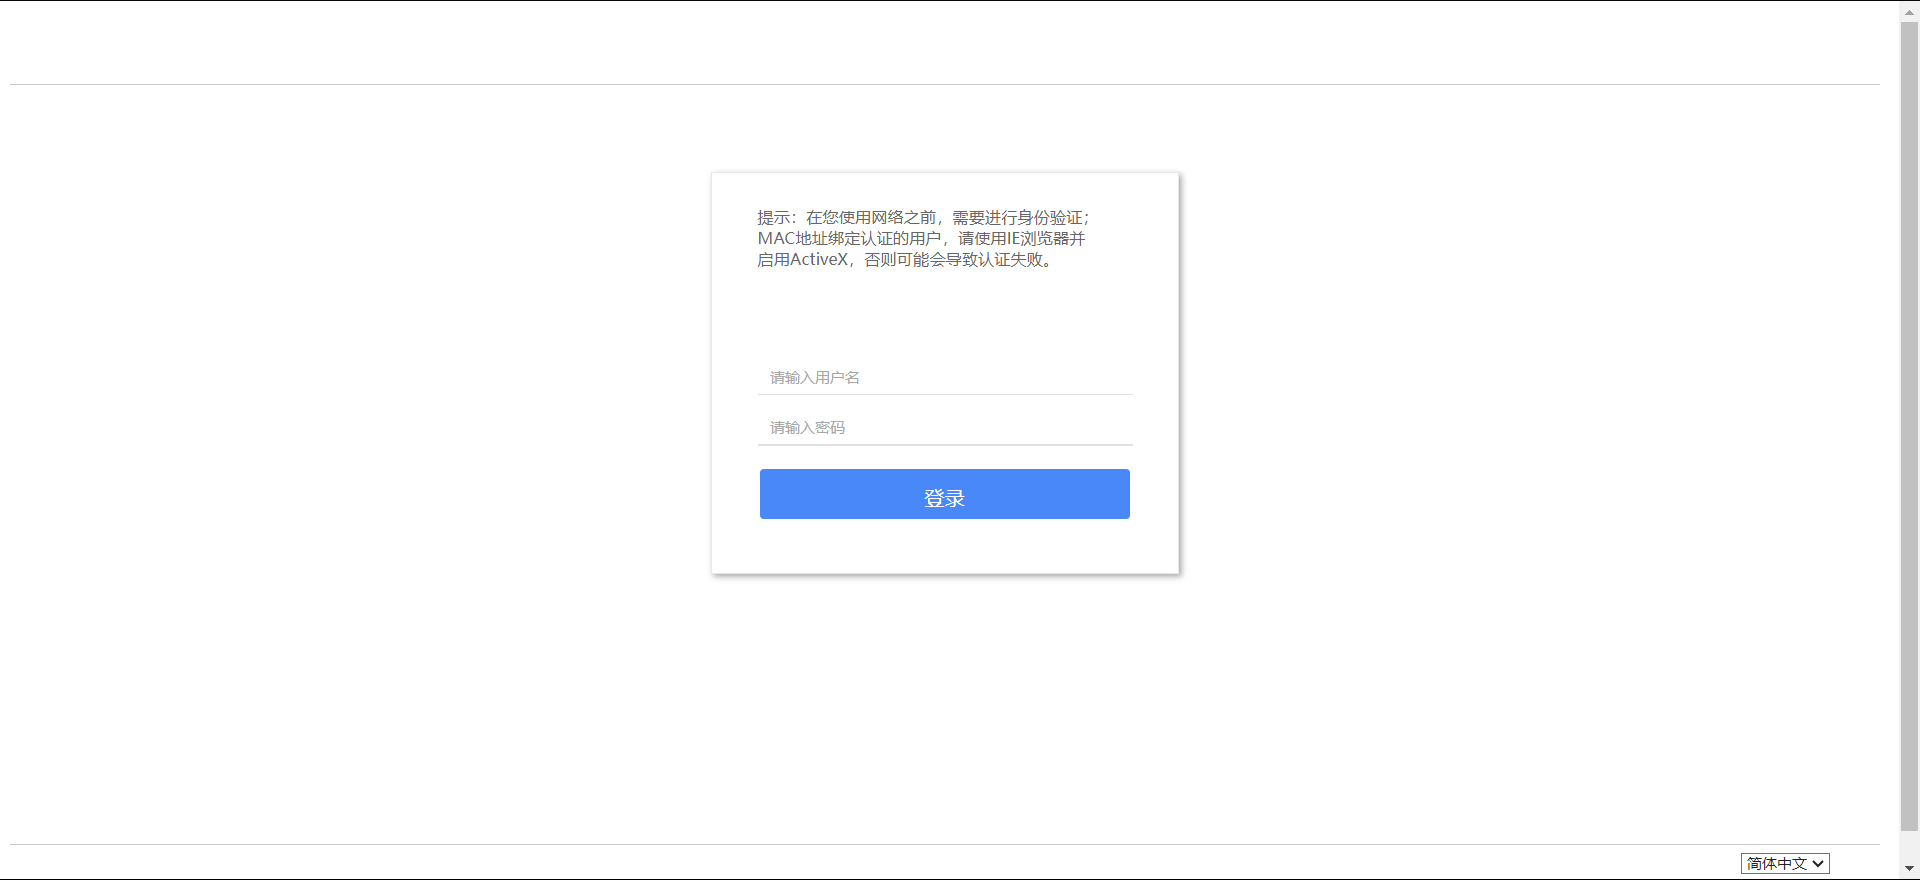 提示：在您使用网络之前，需要进行身份验证；
MAC地址绑定认证的用户，请使用IE浏览器并
启用ActiveX，否则可能会导致认证失败。
请输入用户名
请输入密码
登录
简体中文